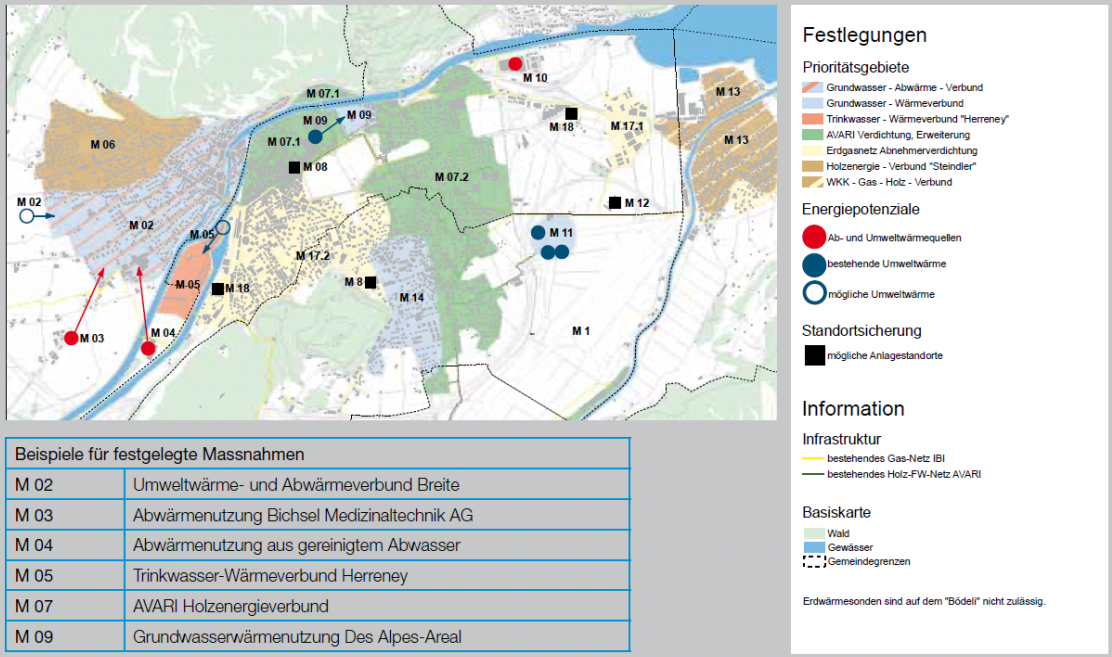 M 07.1
M 10
M 13
M 09
M 09
M 18
M 17.1
M 06
M 07.1
M 13
M 08
M 07.2
M 02
M 12
M 02
M 05
M 11
M 17.2
M 05
M 18
M 8
M 14
M 03
M 04
M 1
Beispiele für festgelegte Massnahmen
M 02 Umweltwärme- und Abwärmeverbund Breite
M 03 Abwärmenutzung Bichsel Medizinaltechnik AG
M 04 Abwärmenutzung aus gereinigtem Abwasser
M 05 Trinkwasser-Wärmeverbund Herreney
M 07 AVARI Holzenergieverbund
M 09 Grundwasserwärmenutzung Des Alpes-Areal
Festlegungen
Prioritätsgebiete
Grundwasser - Abwärme - Verbund
Grundwasser - Wärmeverbund
Trinkwasser - Wärmeverbund "Herreney"
AVARI Verdichtung, Erweiterung
Erdgasnetz Abnehmerverdichtung
Holzenergie - Verbund "Steindler"
WKK - Gas - Holz - Verbund
Energiepotenziale
Ab- und Umweltwärmequellen
bestehende Umweltwärme
mögliche Umweltwärme
Standortsicherung
mögliche Anlagestandorte
Information
Infrastruktur
bestehendes Gas-Netz IBI
bestehendes Holz-FW-Netz AVARI
Basiskarte
Wald
Gewässer
Gemeindegrenzen
Erdwärmesonden sind auf dem "Bödeli" nicht zulässig.